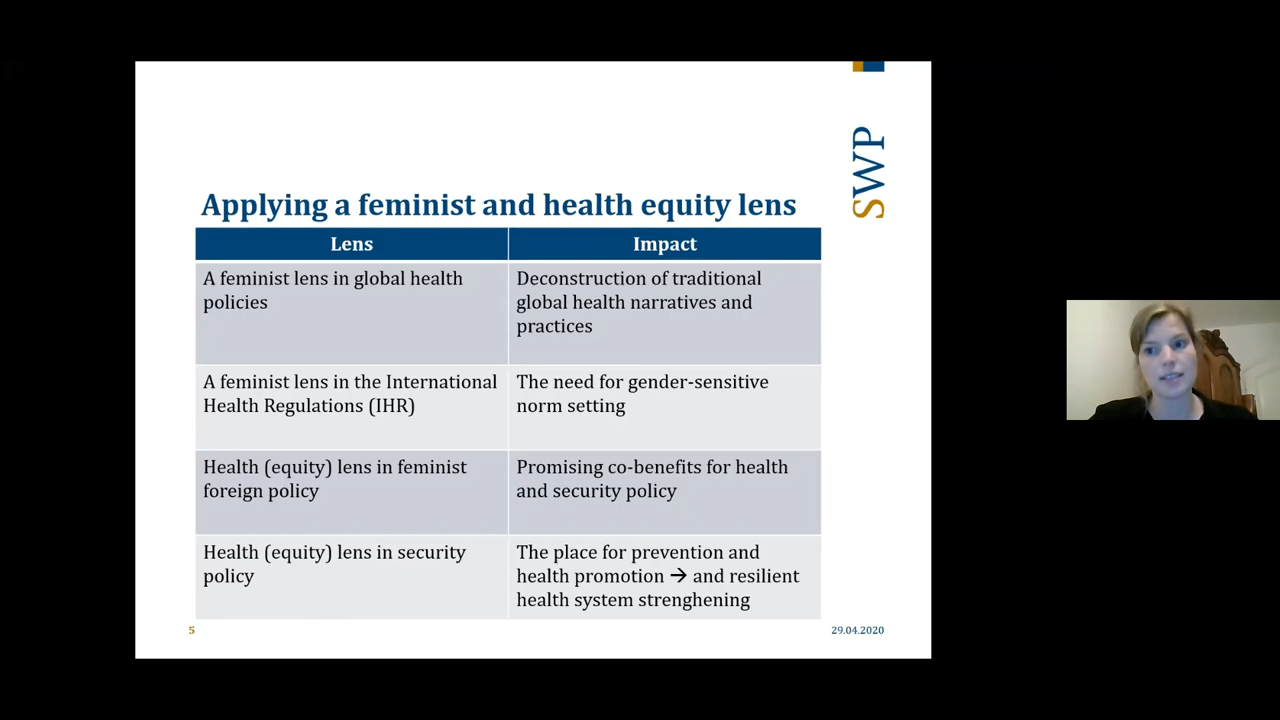 SWP
Applying a feminist and health equity lens
Lens
Impact
A feminist lens in global health
policies
Deconstruction of traditional
global health narratives and
practices
A feminist lens in the International
Health Regulations (IHR)
The need for gender-sensitive
norm setting
Health (equity) lens in feminist
foreign policy
Promising co-benefits for health
and security policy
Health (equity) lens in security
policy
The place for prevention and
health promotion → and resilient
health system strenghening
5
29.04.2020